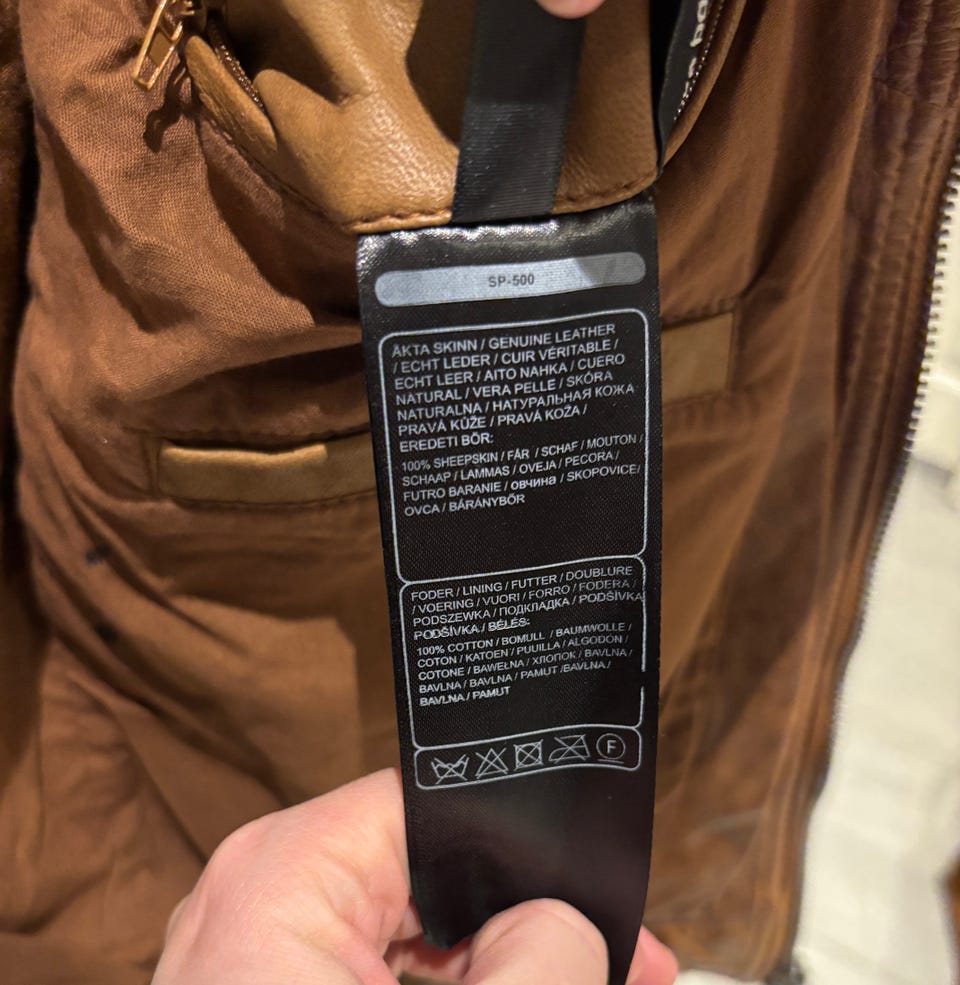 SP-500
ÄKTA SKINN / GENUINE LEATHER
/ ECHT LEDER / CUIR VÉRITABLE /
ECHT LEER / AITO NAHKA / CUERO
NATURAL / VERA PELLE / SKÓRA
NATURALNA / НАТУРАЛЬНАЯ КОЖА
PRAVÁ KŮŽE / PRAVÁ KOŽA /
EREDETI BŐR:
100% SHEEPSKIN / FÅR / SCHAF / MOUTON /
SCHAAP / LAMMAS / OVEJA / PECORA /
FUTRO BARANIE / овчина / SKOPOVICE/
OVCA / BÁRÁNYBŐR
FODER / LINING / FUTTER / DOUBLURE
/ VOERING / VUORI / FORRO / FODERA /
PODSZEWKA / ПОДКЛАДКА / PODŠÍVKA
PODŠÍVKA / BÉLÉS:
100% COTTON / BOMULL / BAUMWOLLE /
COTON / KATOEN / PUUILLA / ALGODÓN /
COTONE / BAWEŁNA / ХЛОПОК / BAVLNA /
BAVLNA / BAVLNA / PAMUT /BAVLNA /
BAVLNA / PAMUT
F